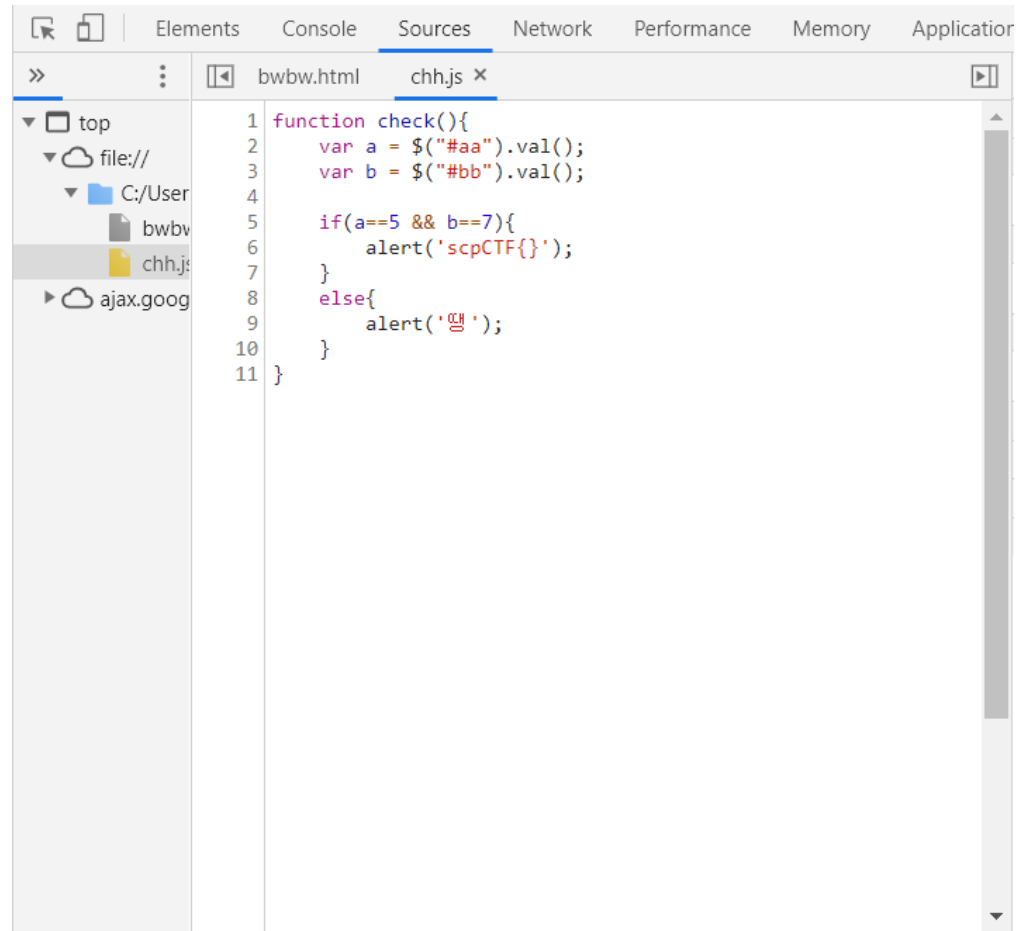 Elements Console Sources Network Performance Memory Application
» bwbw.html chh.js ×
top
file://
C:/User
bwbw
chh.js
ajax.goog
1 function check(){
2     var a = $("#aa").val();
3     var b = $("#bb").val();
4
5     if(a==5 && b==7){
6         alert('scpCTF{}');
7     }
8     else{
9         alert('땡');
10     }
11 }